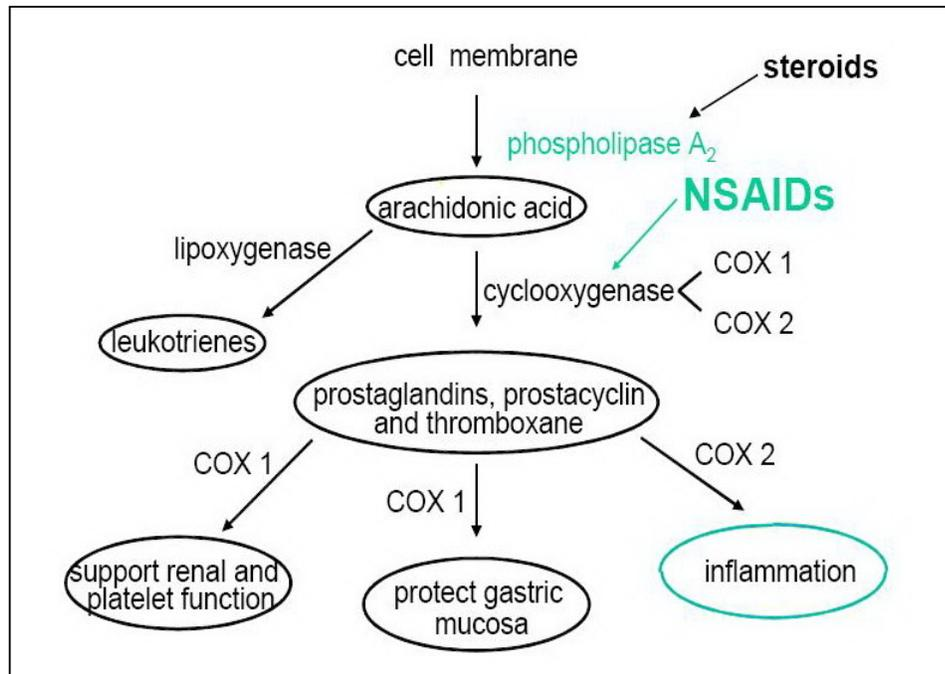 cell membrane
steroids
phospholipase A₂
NSAIDs
arachidonic acid
lipoxygenase
COX 1
cyclooxygenase
COX 2
leukotrienes
prostaglandins, prostacyclin
and thromboxane
COX 1
COX 1
COX 2
support renal and
platelet function
protect gastric
mucosa
inflammation